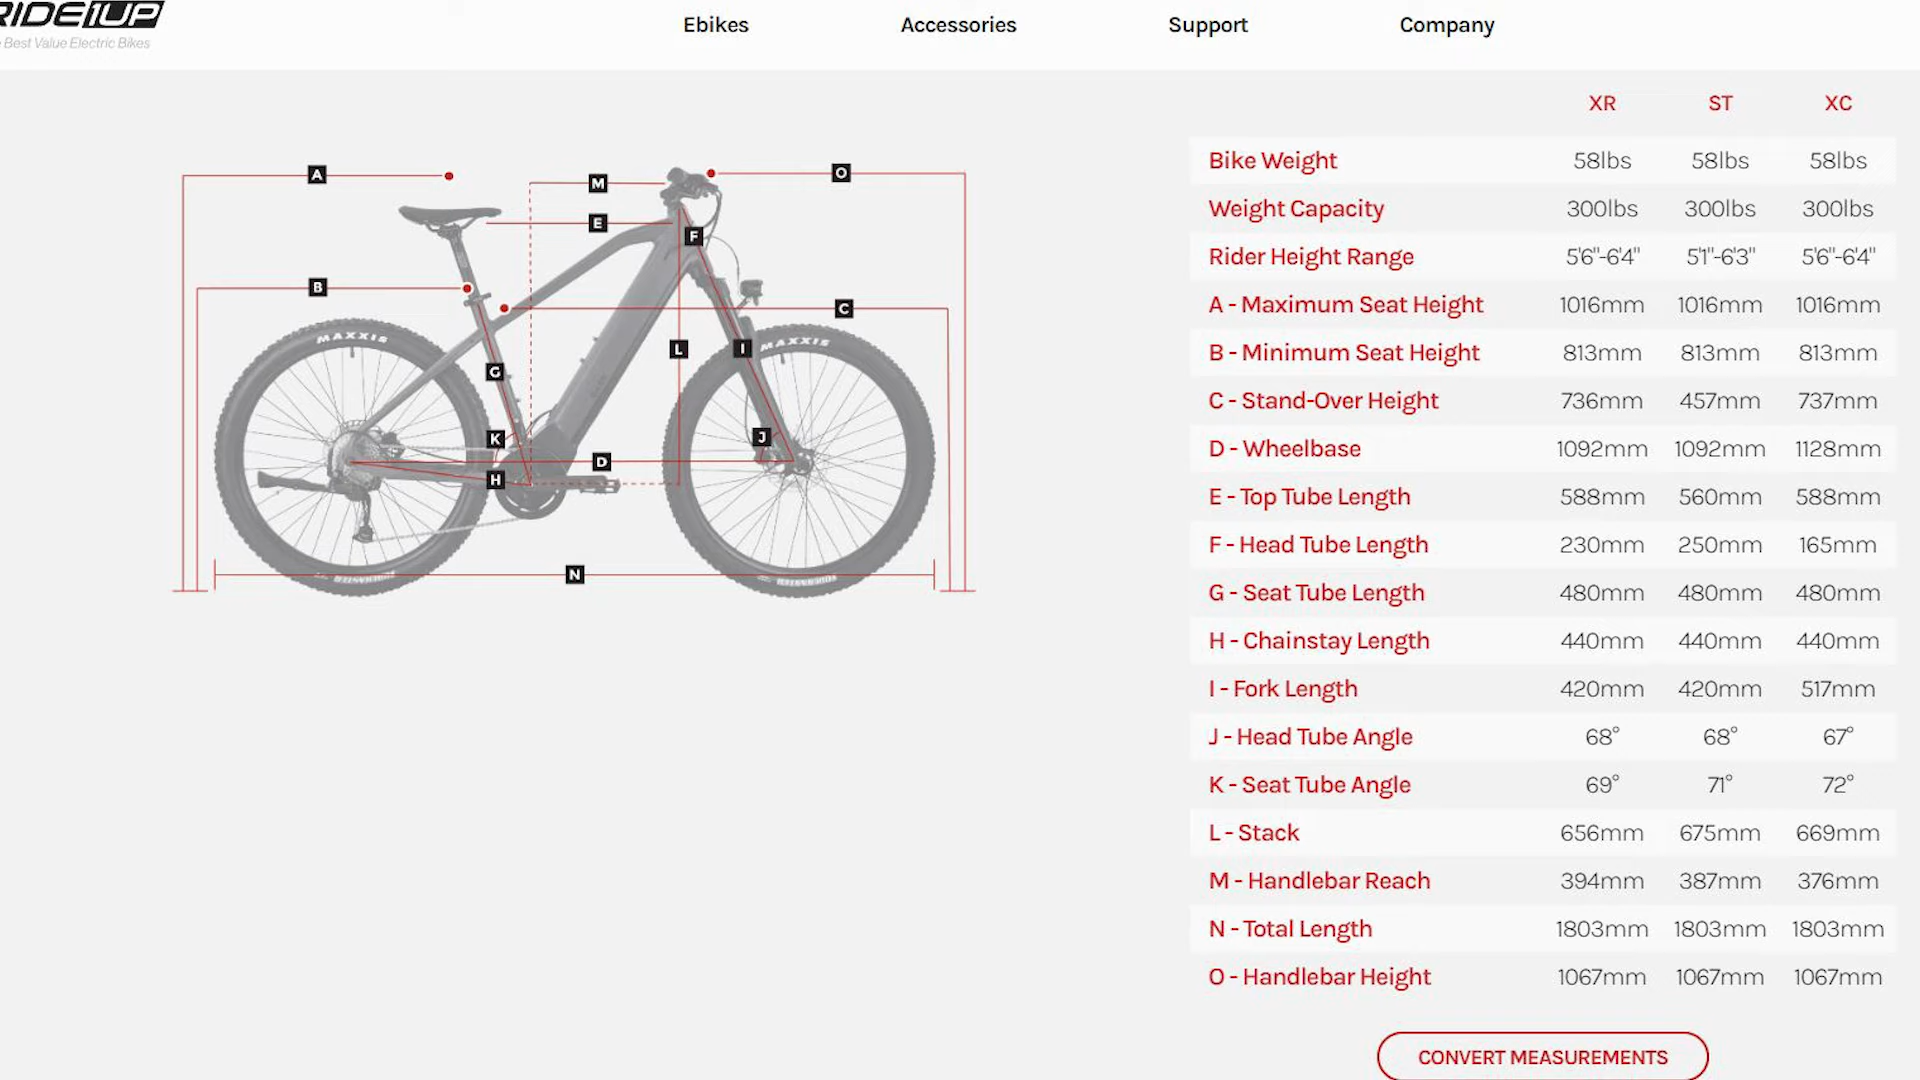 RIDE1UP
Best Value Electric Bikes
Ebikes Accessories Support Company
XR ST XC
Bike Weight 58lbs 58lbs 58lbs
Weight Capacity 300lbs 300lbs 300lbs
Rider Height Range 5'6"-6'4" 5'1"-6'3" 5'6"-6'4"
A - Maximum Seat Height 1016mm 1016mm 1016mm
B - Minimum Seat Height 813mm 813mm 813mm
C - Stand-Over Height 736mm 457mm 737mm
D - Wheelbase 1092mm 1092mm 1128mm
E - Top Tube Length 588mm 560mm 588mm
F - Head Tube Length 230mm 250mm 165mm
G - Seat Tube Length 480mm 480mm 480mm
H - Chainstay Length 440mm 440mm 440mm
I - Fork Length 420mm 420mm 517mm
J - Head Tube Angle 68° 68° 67°
K - Seat Tube Angle 69° 71° 72°
L - Stack 656mm 675mm 669mm
M - Handlebar Reach 394mm 387mm 376mm
N - Total Length 1803mm 1803mm 1803mm
O - Handlebar Height 1067mm 1067mm 1067mm
CONVERT MEASUREMENTS
A
M
O
E
F
B
C
MAXXIS
MAXXIS
L
I
G
K
J
D
H
N